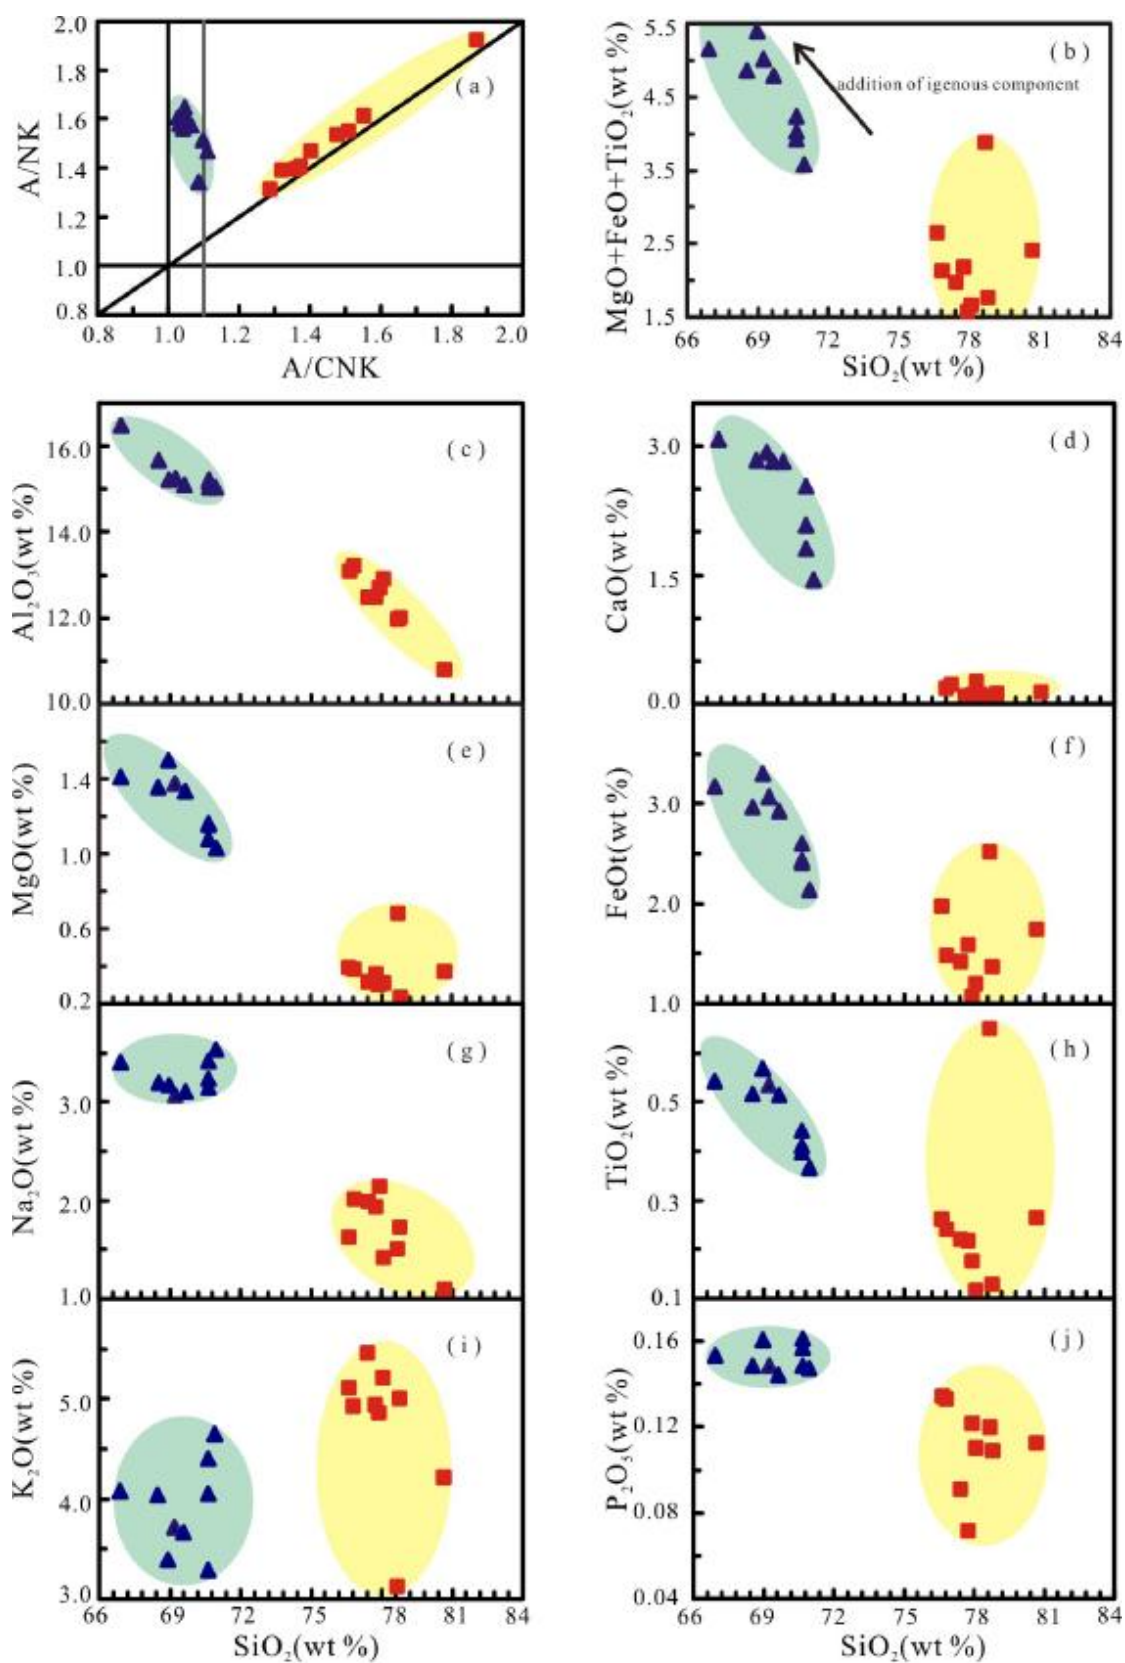 2.0
1.8
1.6
1.4
1.2
1.0
0.8
0.8 1.0 1.2 1.4 1.6 1.8 2.0
A/NK
A/CNK
(a)
5.5
4.5
3.5
2.5
1.5
66 69 72 75 78 81 84
MgO+FeO+TiO₂(wt %)
SiO₂(wt %)
(b)
addition of igenous component
16.0
14.0
12.0
10.0
Al₂O₃(wt %)
(c)
3.0
1.5
0.0
CaO(wt %)
(d)
1.4
1.0
0.6
0.2
MgO(wt %)
(e)
3.0
2.0
1.0
FeOt(wt %)
(f)
3.0
2.0
1.0
Na₂O(wt %)
(g)
0.5
0.3
0.1
TiO₂(wt %)
(h)
5.0
4.0
3.0
K₂O(wt %)
(i)
66 69 72 75 78 81 84
SiO₂(wt %)
0.16
0.12
0.08
0.04
P₂O₅(wt %)
(j)
66 69 72 75 78 81 84
SiO₂(wt %)